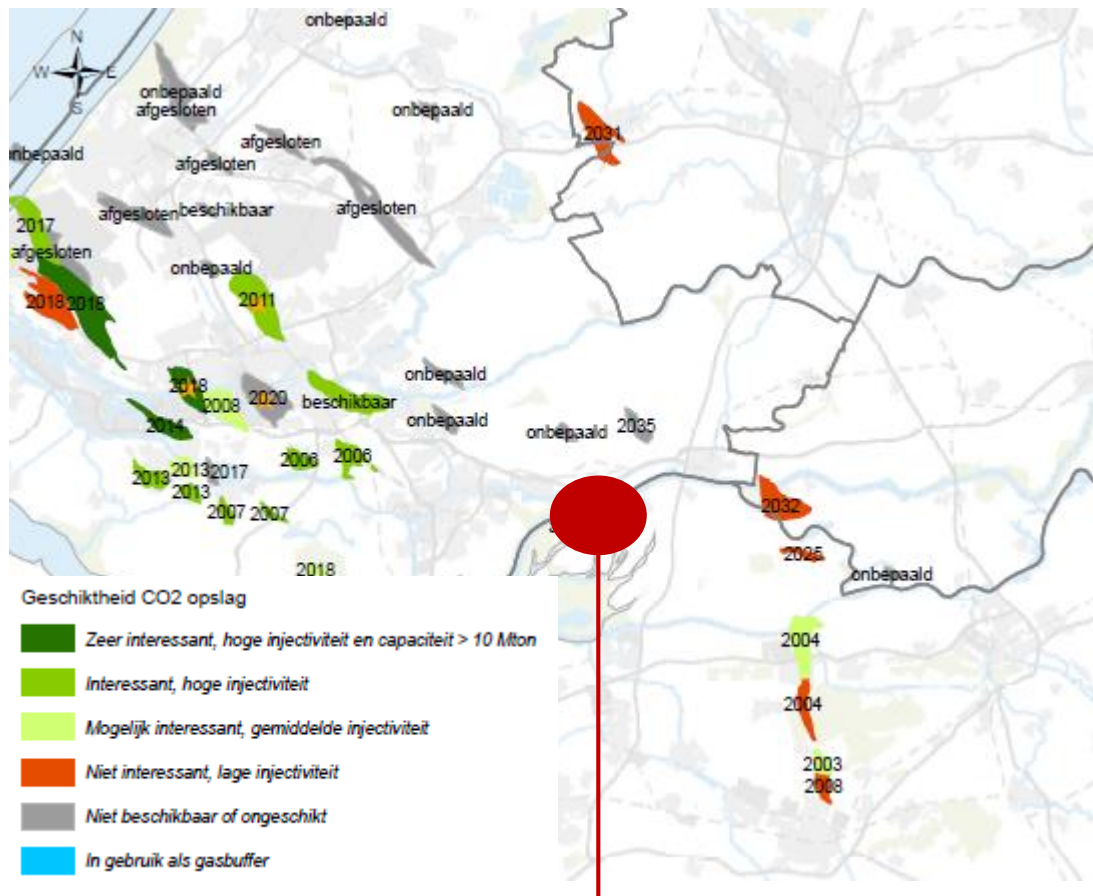 onbepaald
N
W E
S
onbepaald
afgesloten
onbepaald
2031
afgesloten
onbepaald
afgesloten
afgesloten
beschikbaar
afgesloten
2017
afgesloten
onbepaald
2018
2018
2011
onbepaald
2018
2008
2020
beschikbaar
2014
onbepaald
onbepaald
2035
2006
2006
2013
2013
2017
2013
2007
2007
2032
2025
onbepaald
2018
Geschiktheid CO2 opslag
Zeer interessant, hoge injectiviteit en capaciteit > 10 Mton
Interessant, hoge injectiviteit
Mogelijk interessant, gemiddelde injectiviteit
Niet interessant, lage injectiviteit
Niet beschikbaar of ongeschikt
In gebruik als gasbuffer
2004
2004
2003
2008